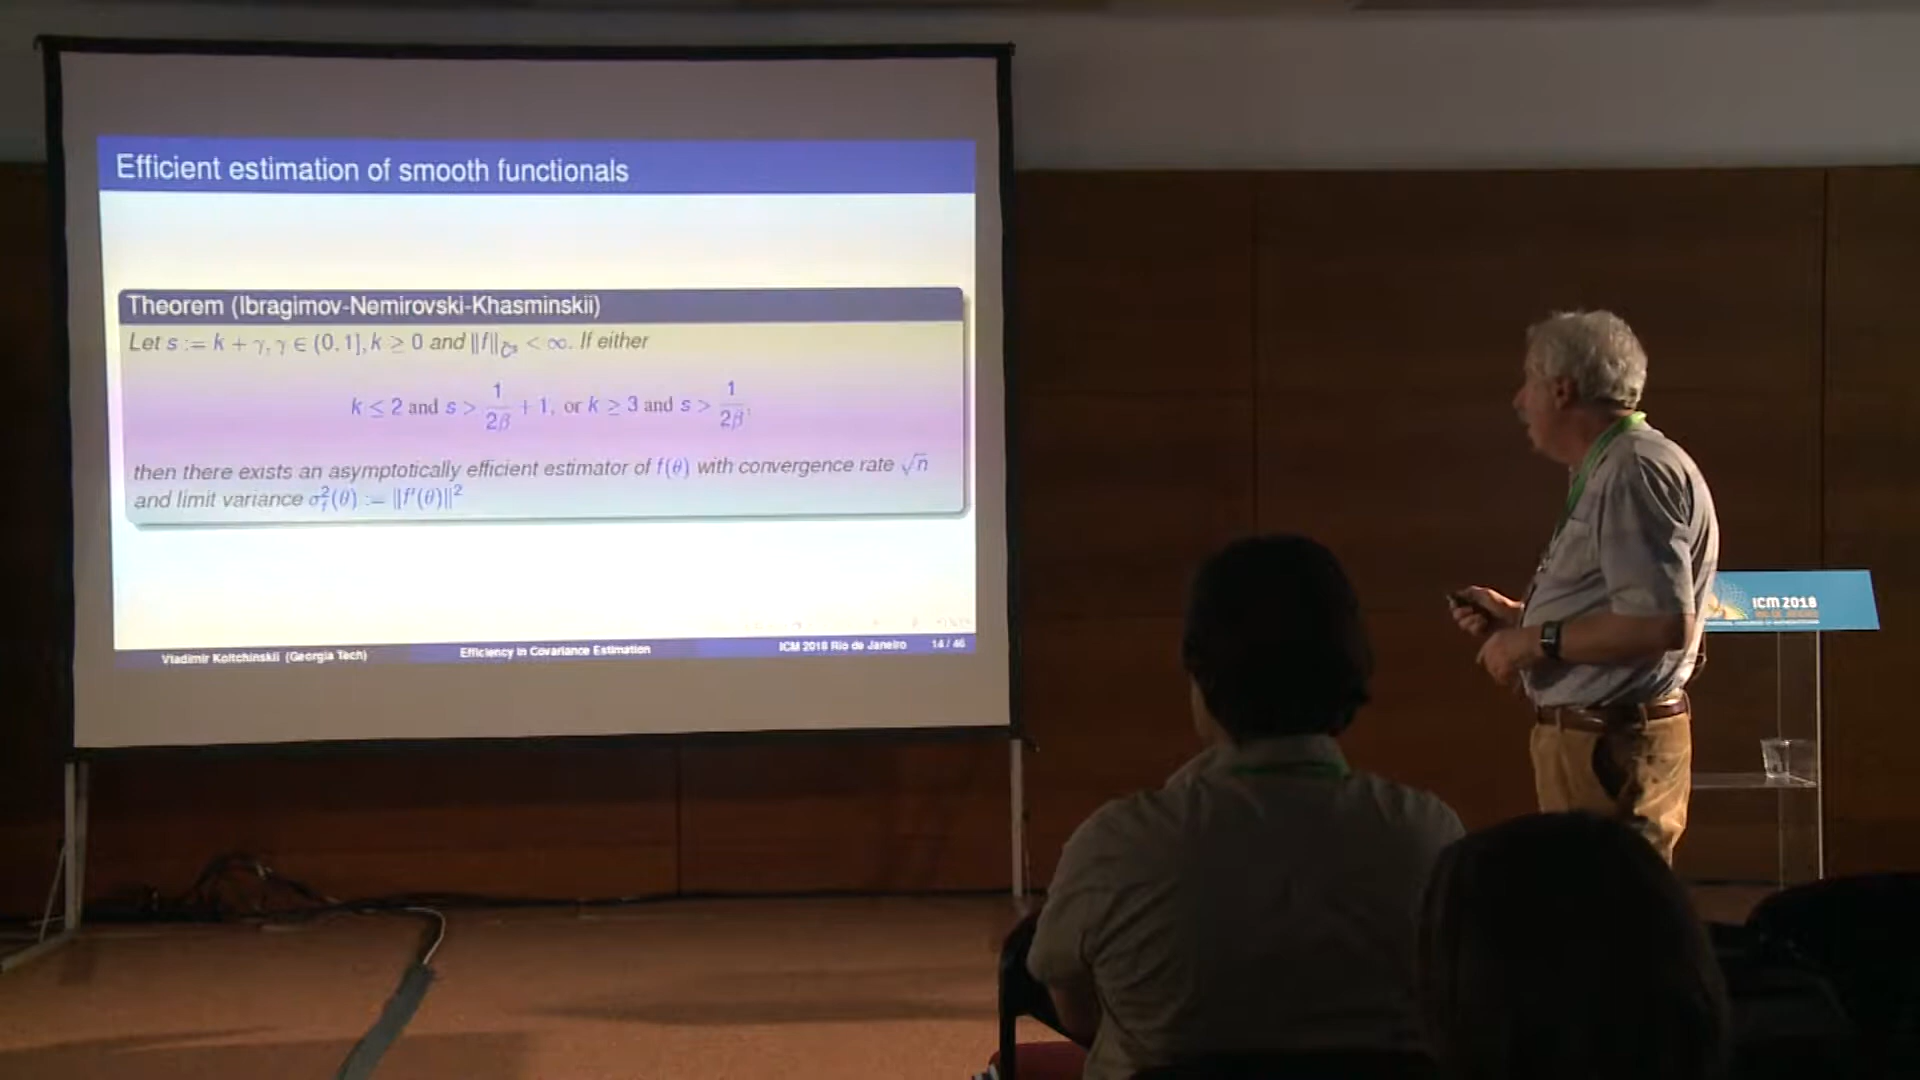 Efficient estimation of smooth functionals
Theorem (Ibragimov-Nemirovski-Khasminskii)
Let s := k + γ, γ ∈ (0, 1], k ≥ 0 and ‖f‖_C̃^s < ∞. If either
k ≤ 2 and s > 1/2β + 1, or k ≥ 3 and s > 1/2β,
then there exists an asymptotically efficient estimator of f(θ) with convergence rate √n
and limit variance σ_f^2(θ) := ‖f'(θ)‖^2
Vladimir Koltchinskii (Georgia Tech) Efficiency in Covariance Estimation ICM 2018 Rio de Janeiro 14 / 46
ICM 2018